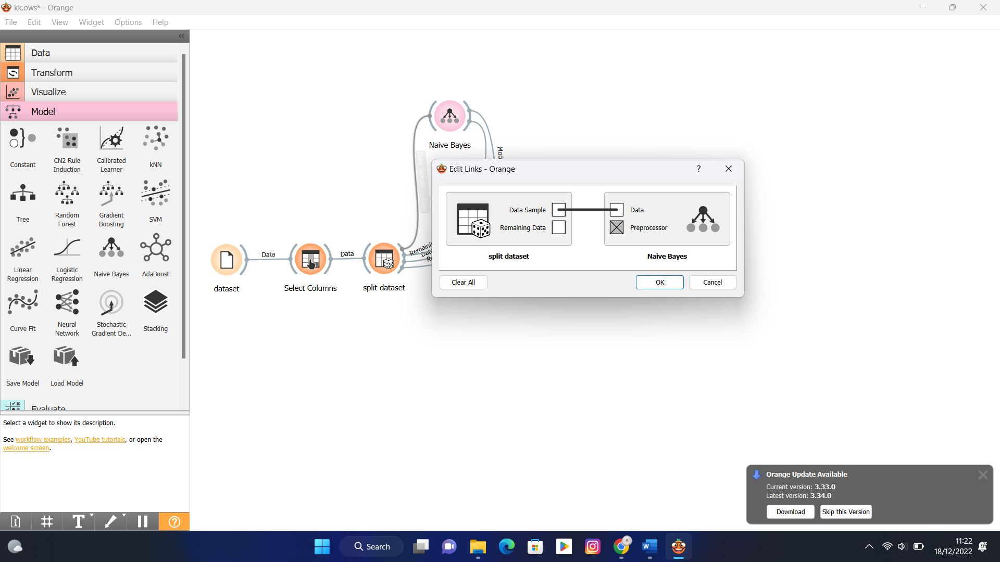 kk.ows* - Orange
File Edit View Widget Options Help
Data
Transform
Visualize
Model
Constant
CN2 Rule
Induction
Calibrated
Learner
kNN
Tree
Random
Forest
Gradient
Boosting
SVM
Linear
Regression
Logistic
Regression
Naive Bayes
AdaBoost
Curve Fit
Neural
Network
Stochastic
Gradient De...
Stacking
Save Model
Load Model
Evaluate
Select a widget to show its description.
See workflow examples, YouTube tutorials, or open the
welcome screen.
dataset
Data
Select Columns
Data
split dataset
Data Sample → Data
Naive Bayes
Edit Links - Orange
?
Data Sample
Remaining Data
split dataset
Data
Preprocessor
Naive Bayes
Clear All
OK
Cancel
Orange Update Available
Current version: 3.33.0
Latest version: 3.34.0
Download
Skip this Version
Search
11:22
18/12/2022